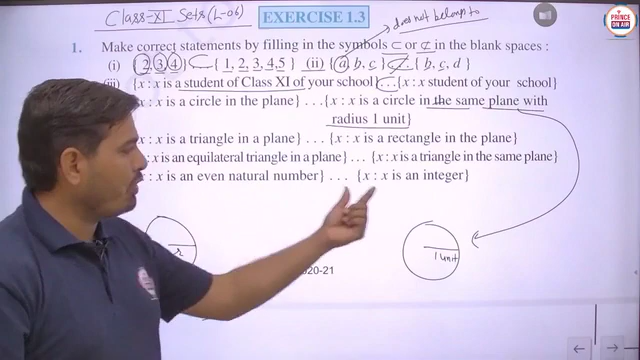 Class-XI Sets (L-06)
EXERCISE 1.3
does not belongs to
PRINCE
ON AIR
1. Make correct statements by filling in the symbols ⊂ or ⊄ in the blank spaces :
(i) {2, 3, 4} ⊂ {1, 2, 3, 4, 5} (ii) {a, b, c} ⊄ {b, c, d}
(iii) {x : x is a student of Class XI of your school} ⊂ . . . {x : x student of your school}
x is a circle in the plane} . . . {x : x is a circle in the same plane with
radius 1 unit}
: x is a triangle in a plane} . . . {x : x is a rectangle in the plane}
: x is an equilateral triangle in a plane} . . . {x : x is a triangle in the same plane}
: x is an even natural number} . . . {x : x is an integer}
r
1 unit
020-21